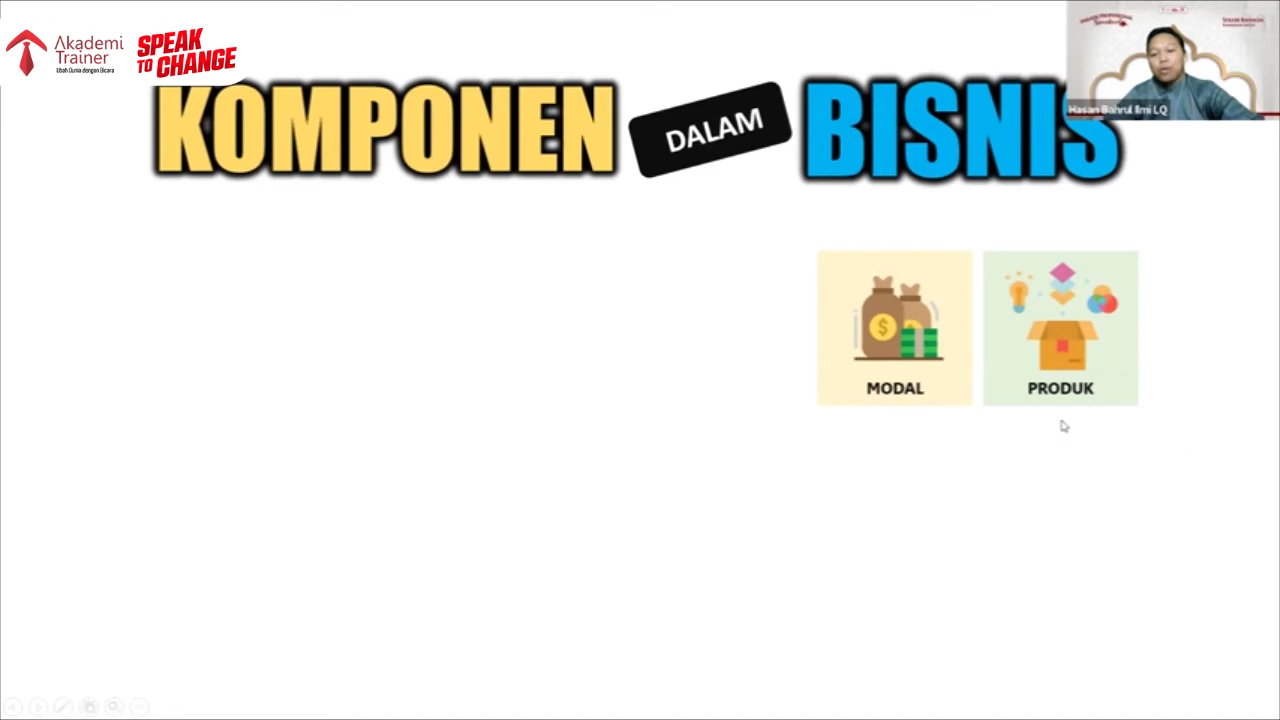 Akademi
Trainer
Ubah Dunia dengan Bicara
SPEAK
TO CHANGE
KOMPONEN DALAM BISNIS
Hasan Bahrul Ilmi LQ
MODAL
PRODUK